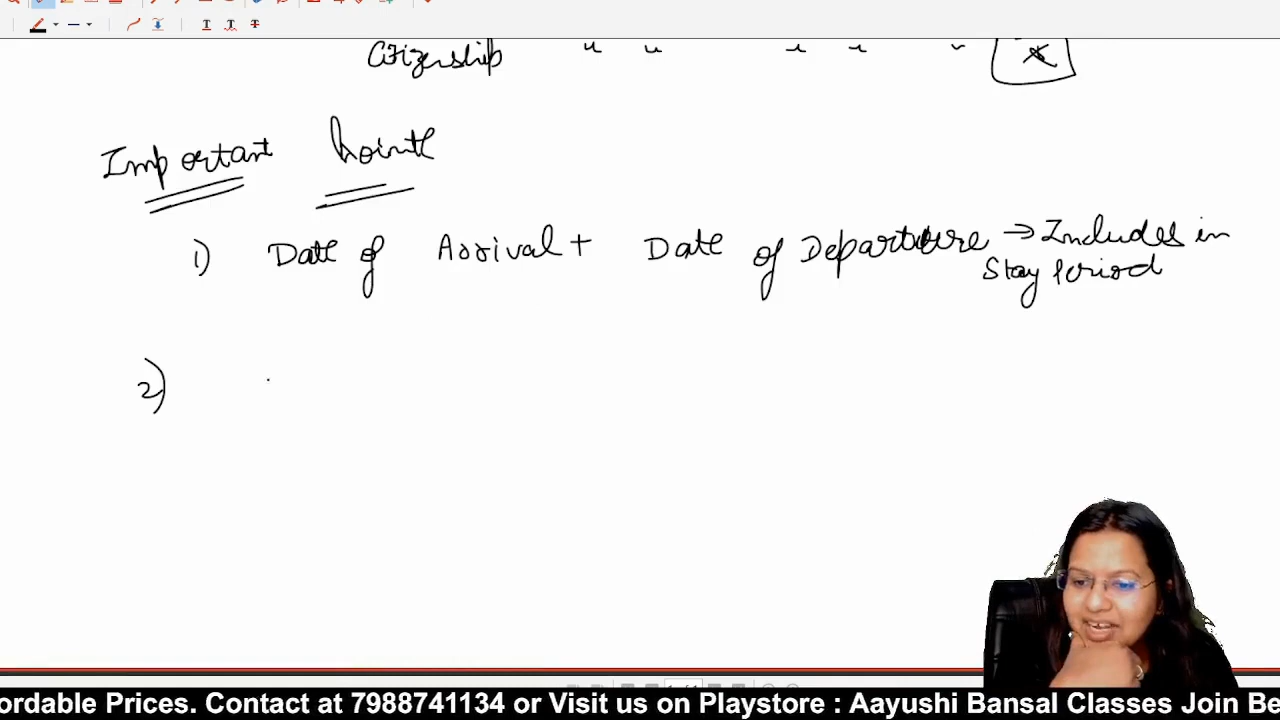 Citizenship " " " " " x
Important Points
1) Date of Arrival + Date of Departure → Includes in
Stay Period
2)
ordable Prices. Contact at 7988741134 or Visit us on Playstore : Aayushi Bansal Classes Join Be